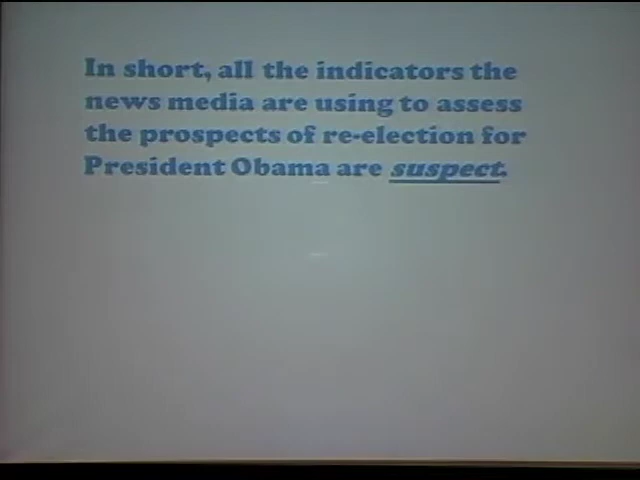 In short, all the indicators the
news media are using to assess
the prospects of re-election for
President Obama are suspect.